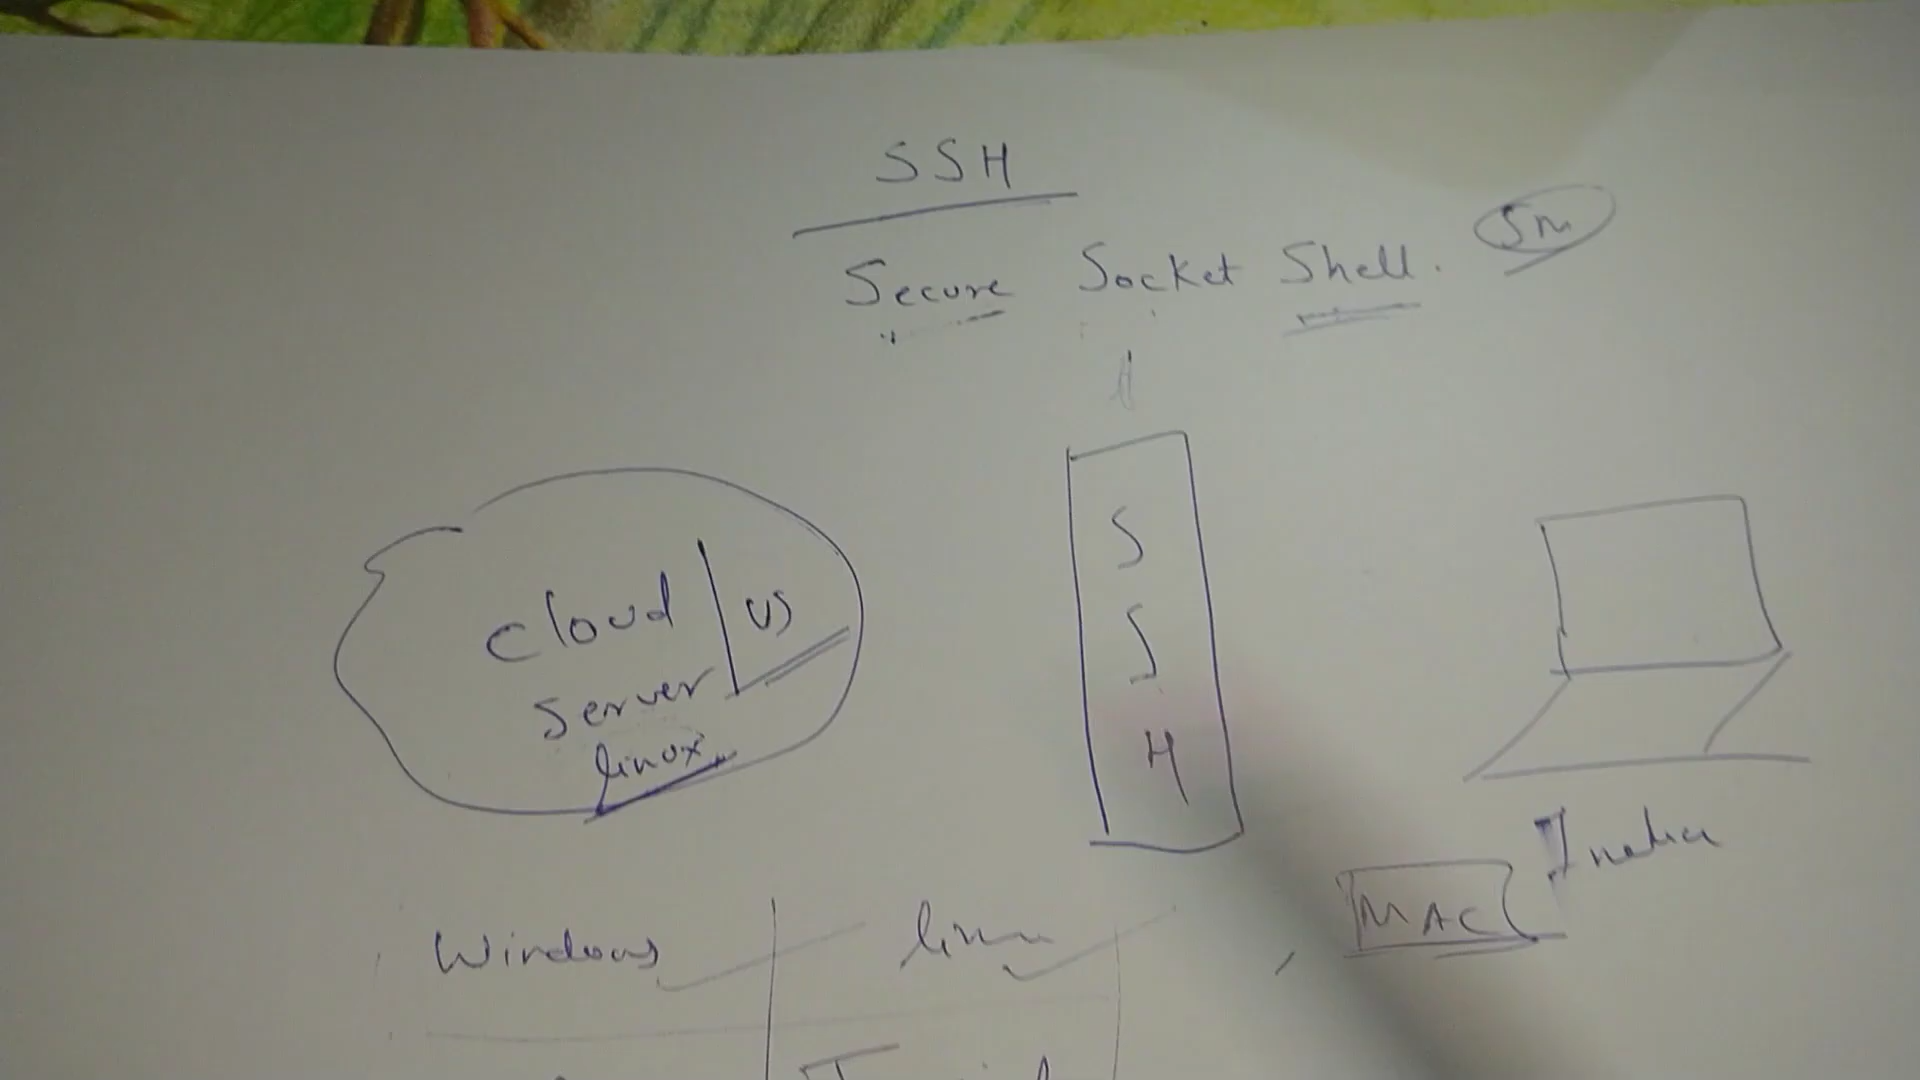 SSH
Secure Socket Shell.
S
S
H
cloud US
server
linux
India
MAC
Windows linux